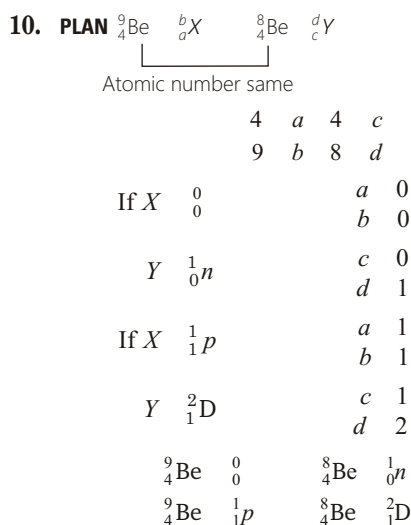 10. PLAN ⁹₄Be ᵇₐX ⁸₄Be ᵈ꜀Y
Atomic number same
4 a 4 c
9 b 8 d
If X ⁰₀ a 0
b 0
Y ¹₀n c 0
d 1
If X ¹₁p a 1
b 1
Y ²₁D c 1
d 2
⁹₄Be ⁰₀ ⁸₄Be ¹₀n
⁹₄Be ¹₁p ⁸₄Be ²₁D